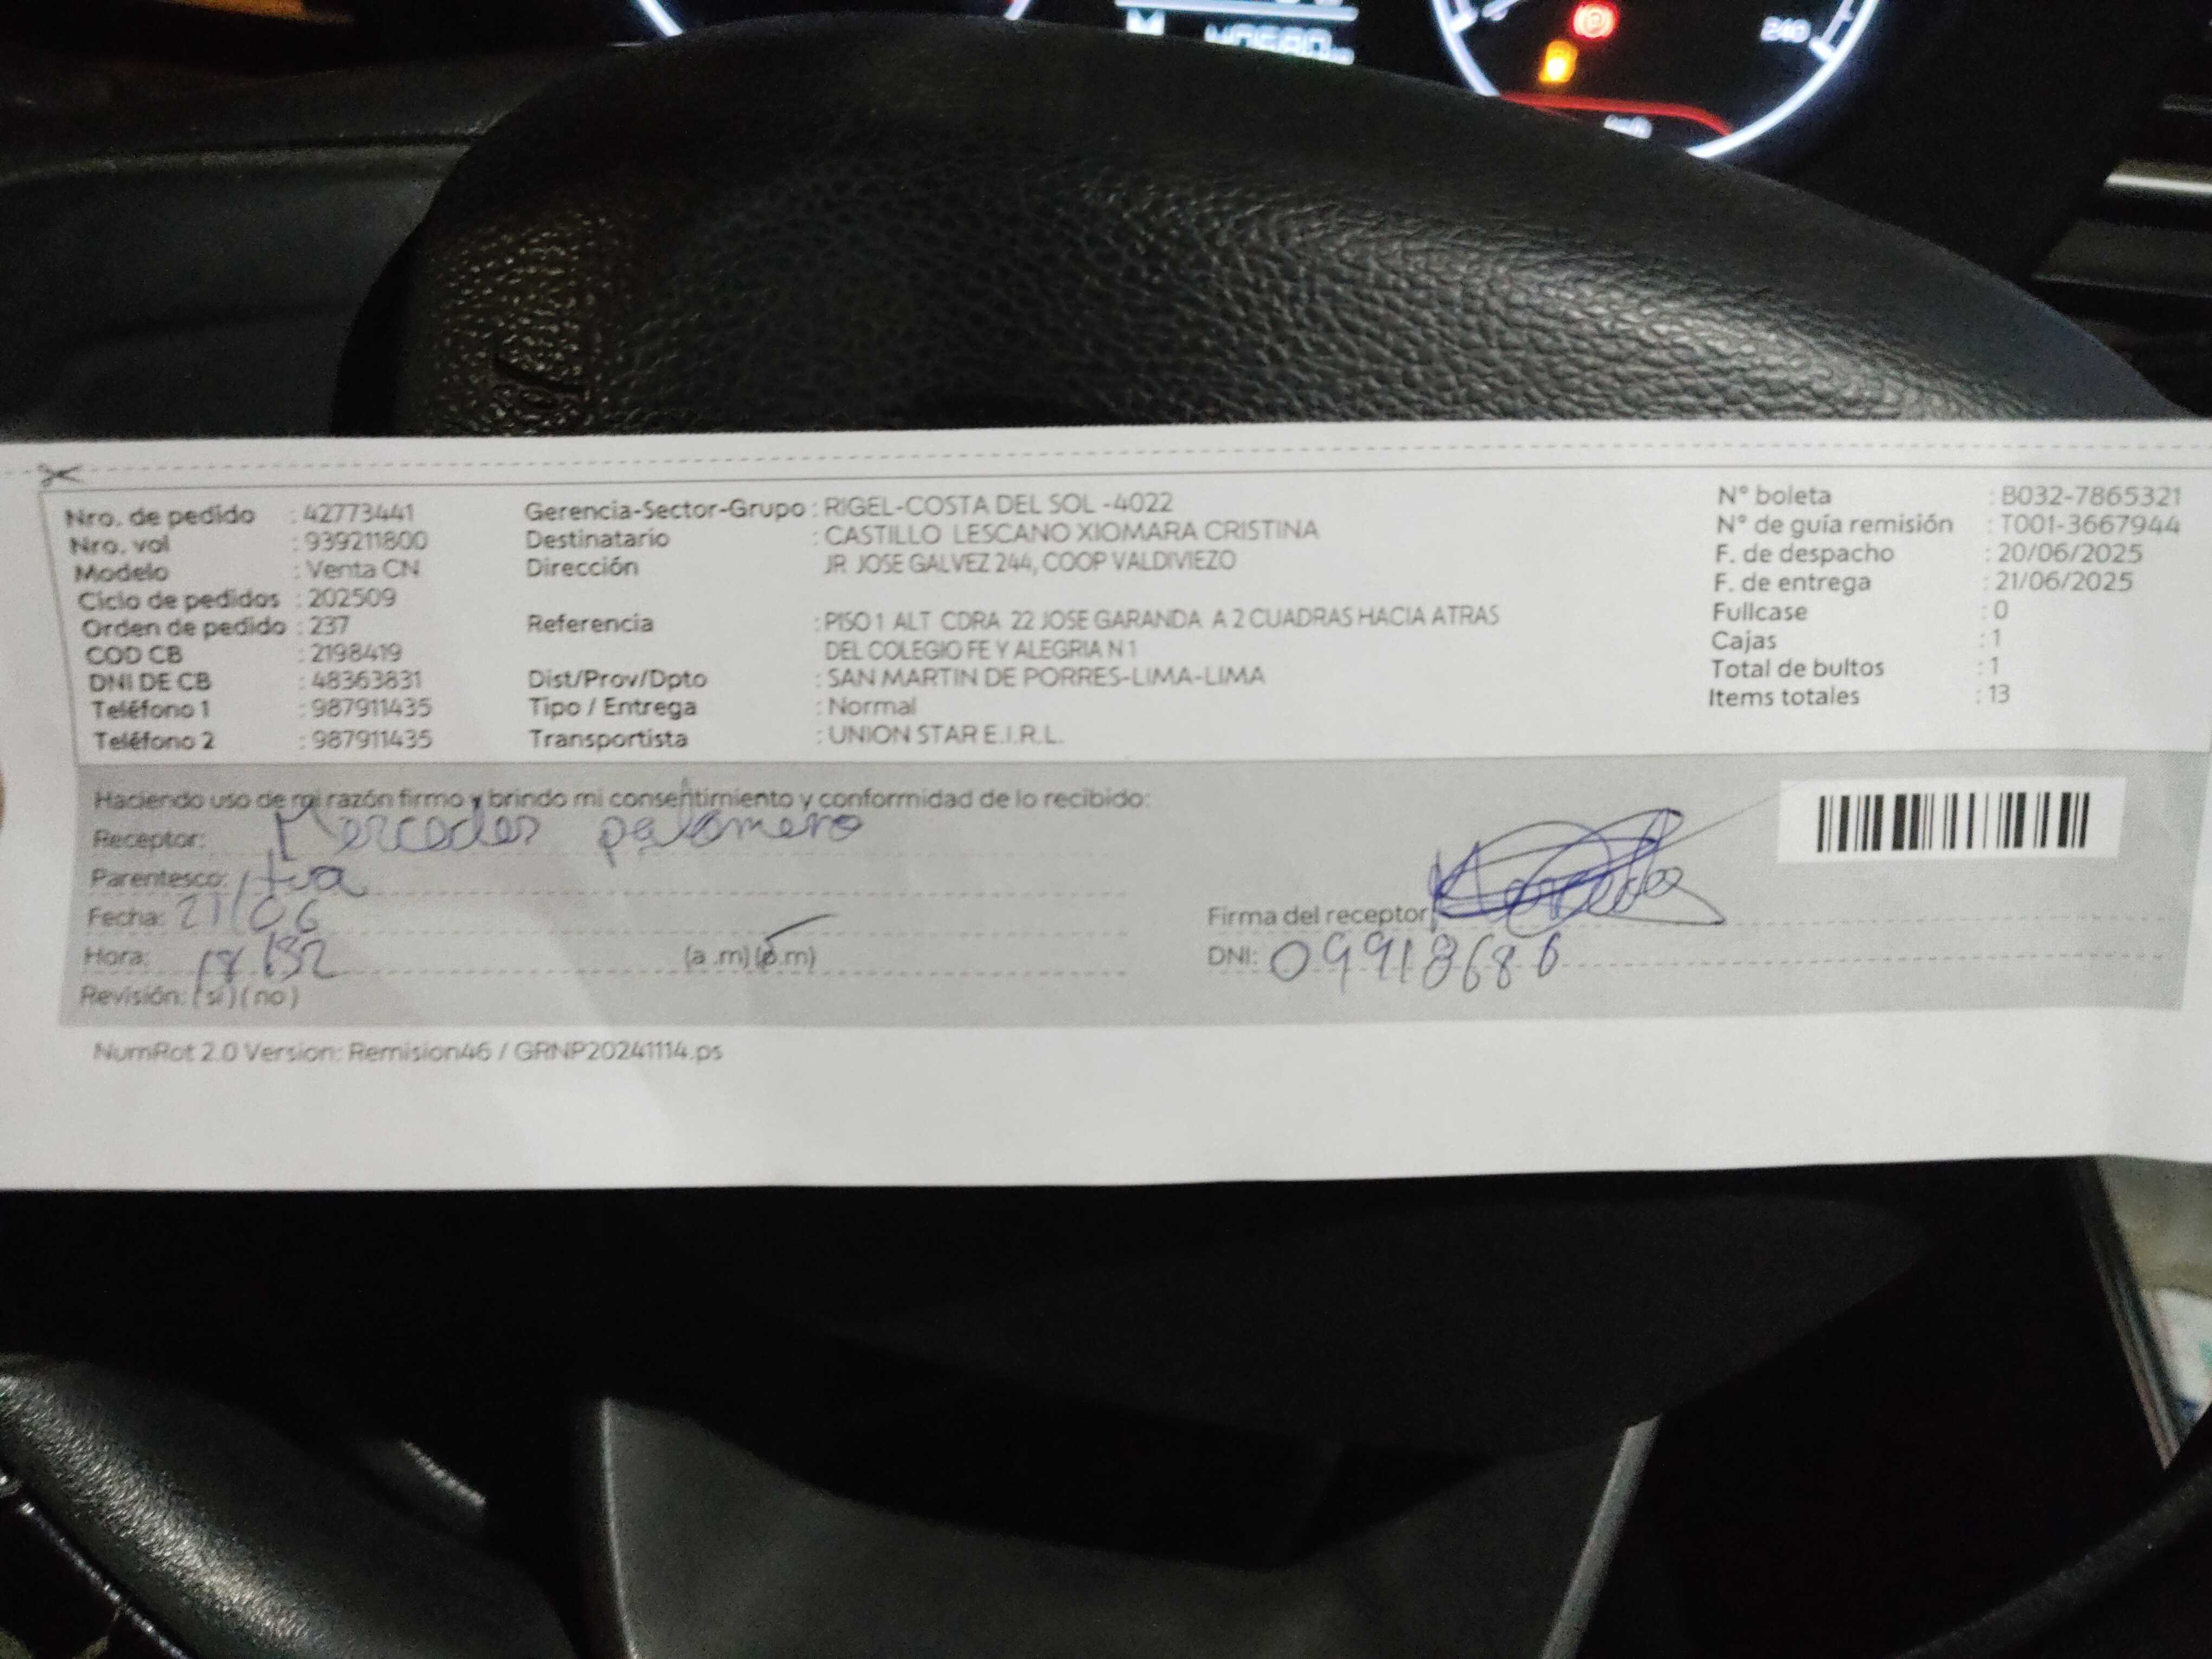 240
km/h
Nro. de pedido : 42773441
Nro. vol : 939211800
Modelo : Venta CN
Ciclo de pedidos : 202509
Orden de pedido : 237
COD CB : 2198419
DNI DE CB : 48363831
Teléfono 1 : 987911435
Teléfono 2 : 987911435
Gerencia-Sector-Grupo : RIGEL-COSTA DEL SOL -4022
Destinatario : CASTILLO LESCANO XIOMARA CRISTINA
Dirección JR JOSE GALVEZ 244, COOP VALDIVIEZO
Referencia : PISO 1 ALT CDRA 22 JOSE GARANDA A 2 CUADRAS HACIA ATRAS
DEL COLEGIO FE Y ALEGRIA N 1
Dist/Prov/Dpto : SAN MARTIN DE PORRES-LIMA-LIMA
Tipo / Entrega : Normal
Transportista : UNION STAR E.I.R.L.
N° boleta : B032-7865321
N° de guía remisión : T001-3667944
F. de despacho : 20/06/2025
F. de entrega : 21/06/2025
Fullcase : 0
Cajas : 1
Total de bultos : 1
Items totales : 13
Haciendo uso de mi razón firmo y brindo mi consentimiento y conformidad de lo recibido:
Receptor: Mercedes palomero
Parentesco: tia
Fecha: 21/06
Hora: 18:32 (a .m) (p.m)
Revisión: (si) (no)
Firma del receptor Mercedes
DNI: 09918686
NumRot 2.0 Version: Remision46 / GRNP20241114.ps